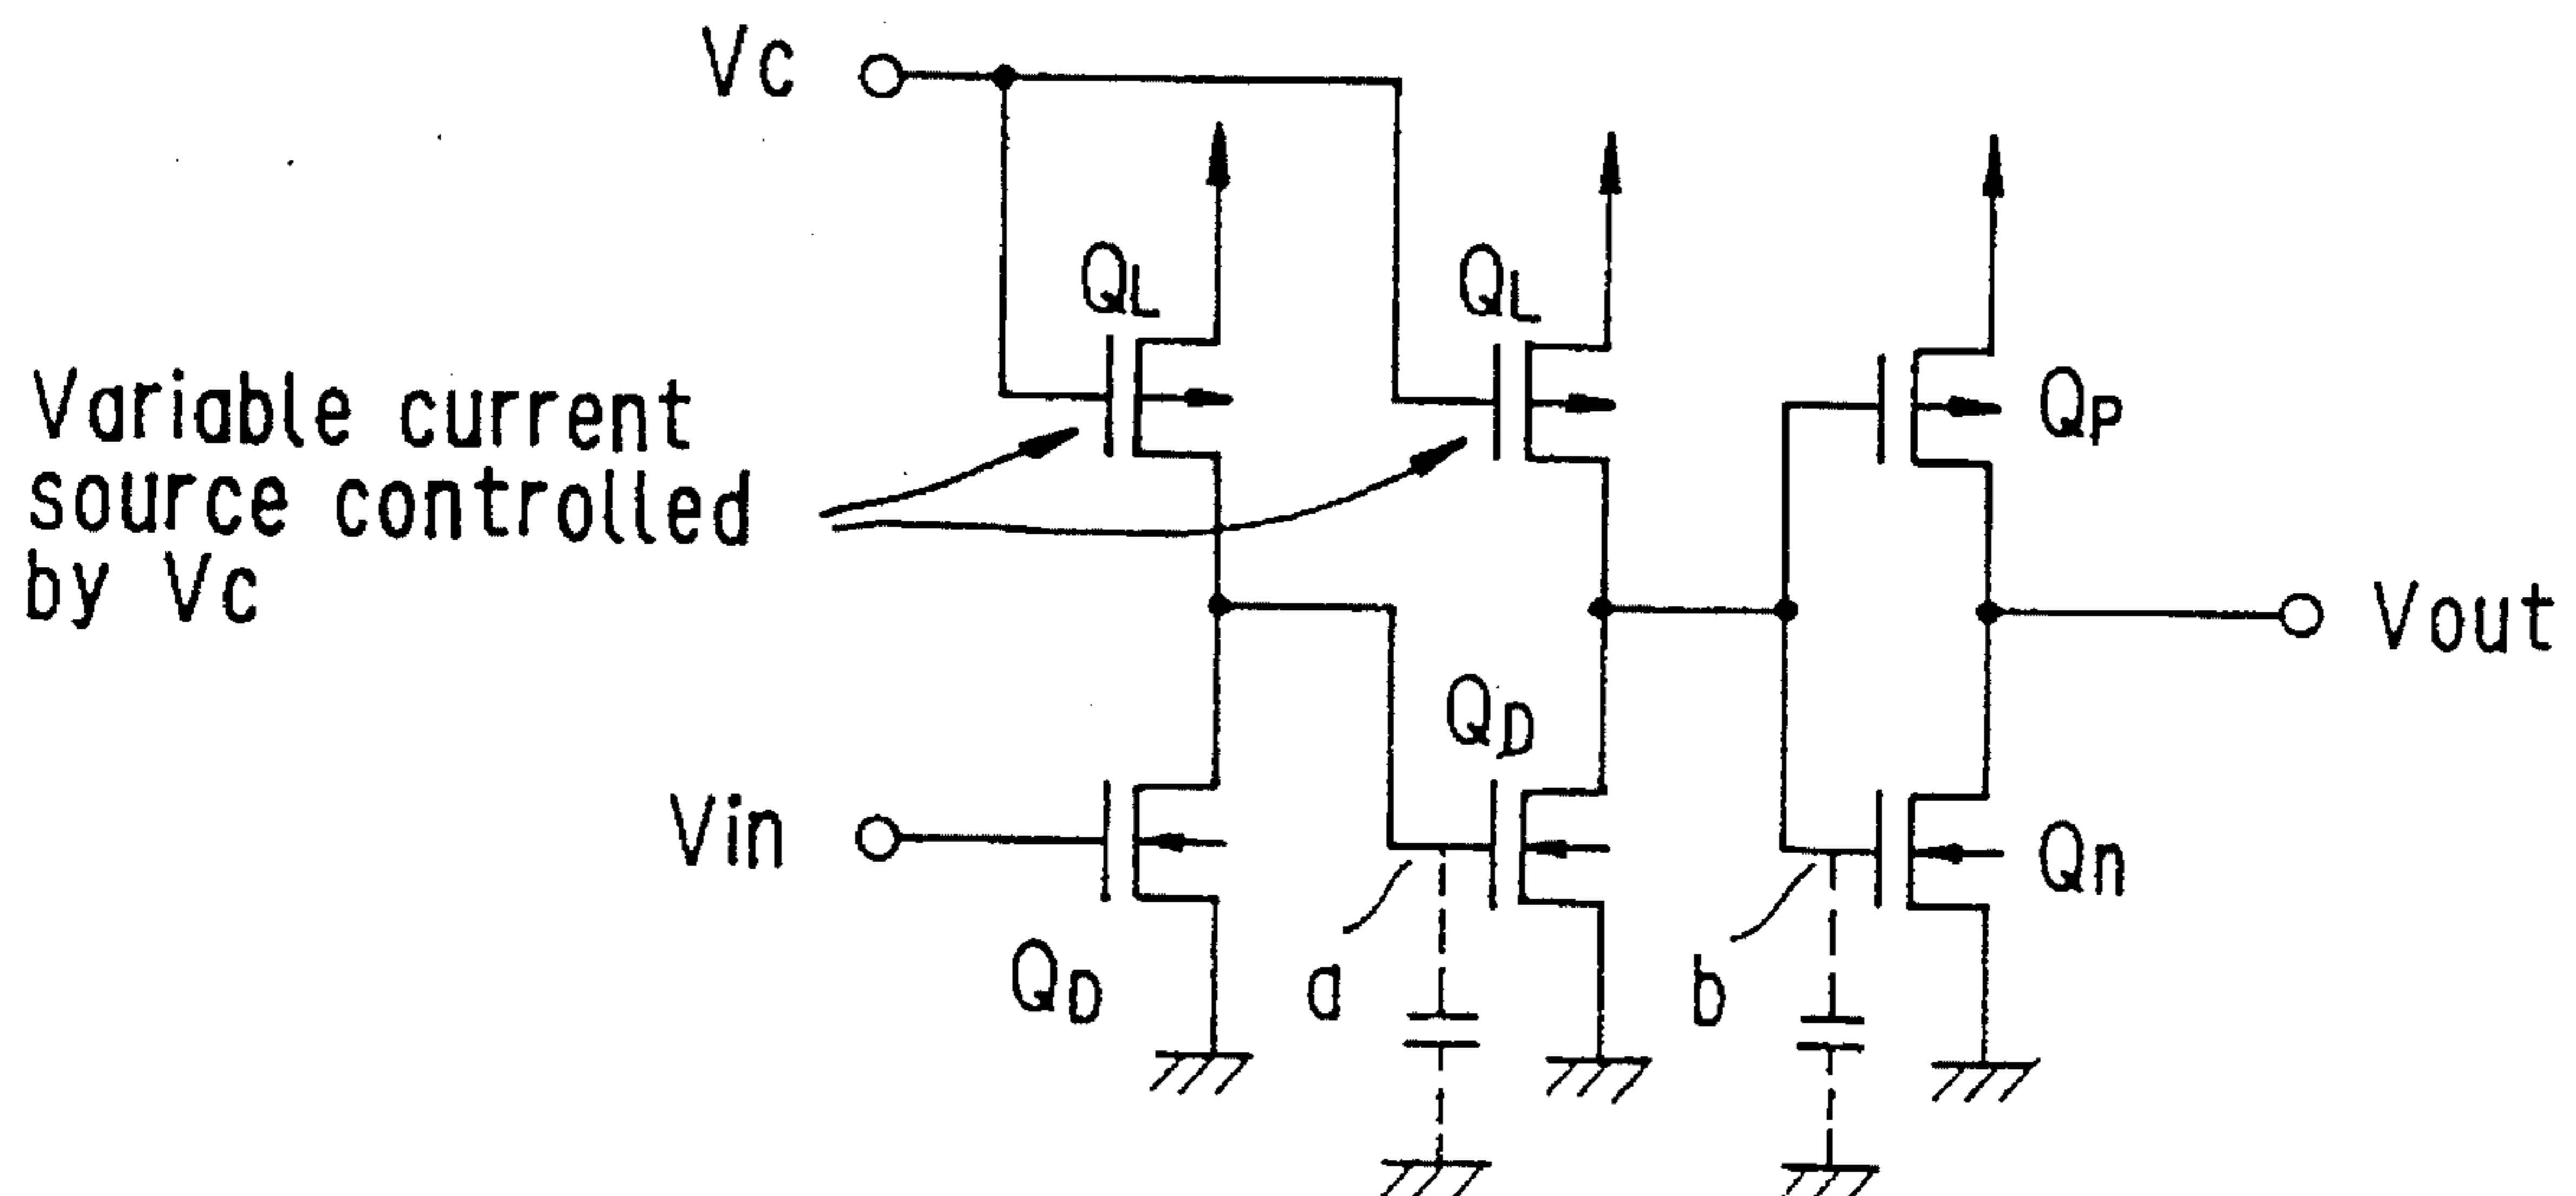 Vc
QL
QL
Variable current
source controlled
by Vc
QP
Vout
QD
Vin
Qn
QD
a
b